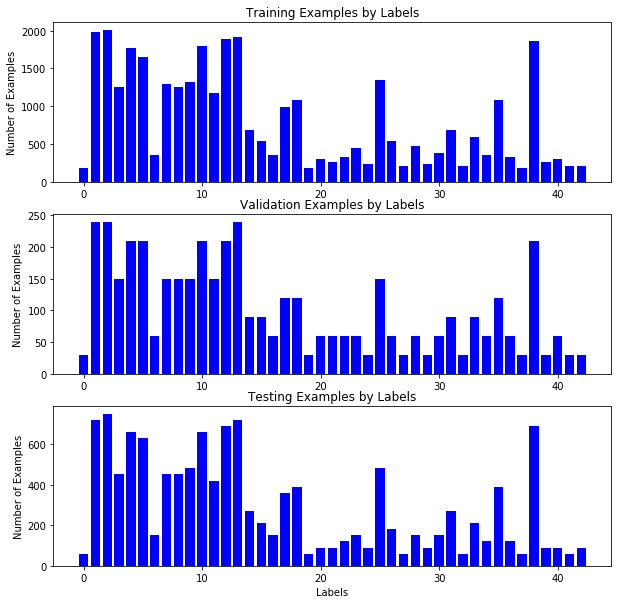 Training Examples by Labels
2000
1500
1000
500
0
Number of Examples
0 10 20 30 40
Validation Examples by Labels
250
200
150
100
50
0
Number of Examples
0 10 20 30 40
Testing Examples by Labels
600
400
200
0
Number of Examples
0 10 20 30 40
Labels